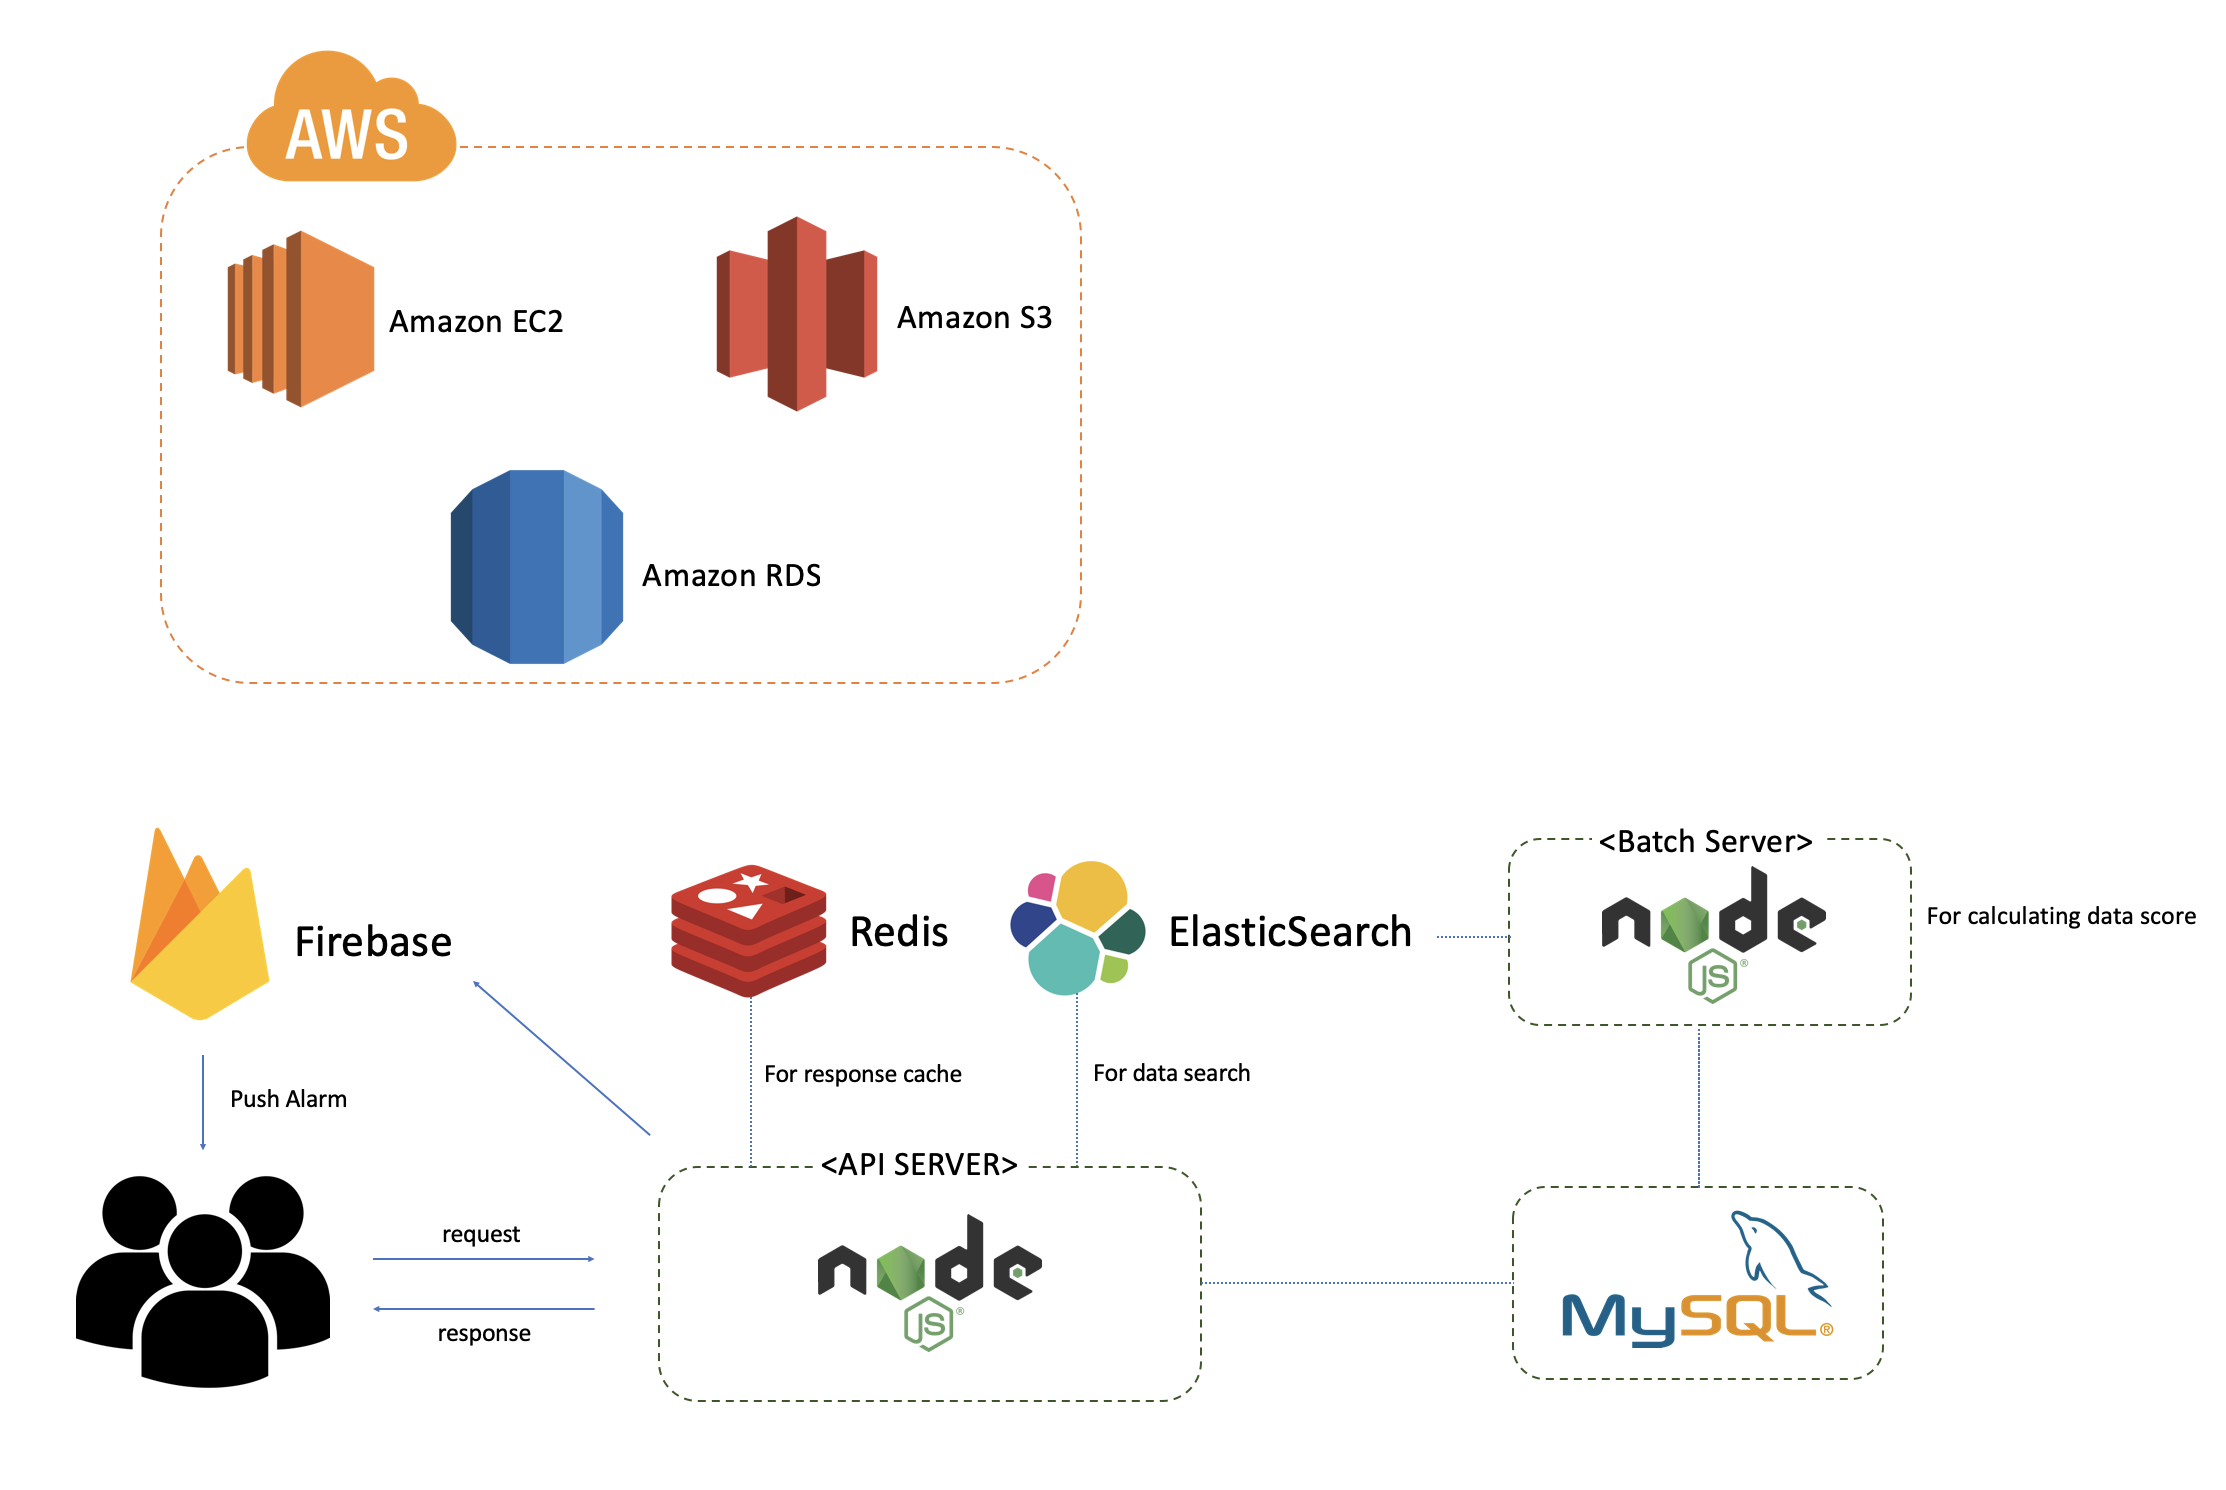 AWS
Amazon EC2
Amazon S3
Amazon RDS
Firebase
Redis
ElasticSearch
<Batch Server>
node
JS®
For calculating data score
Push Alarm
For response cache
For data search
<API SERVER>
request
response
node
JS®
MySQL®